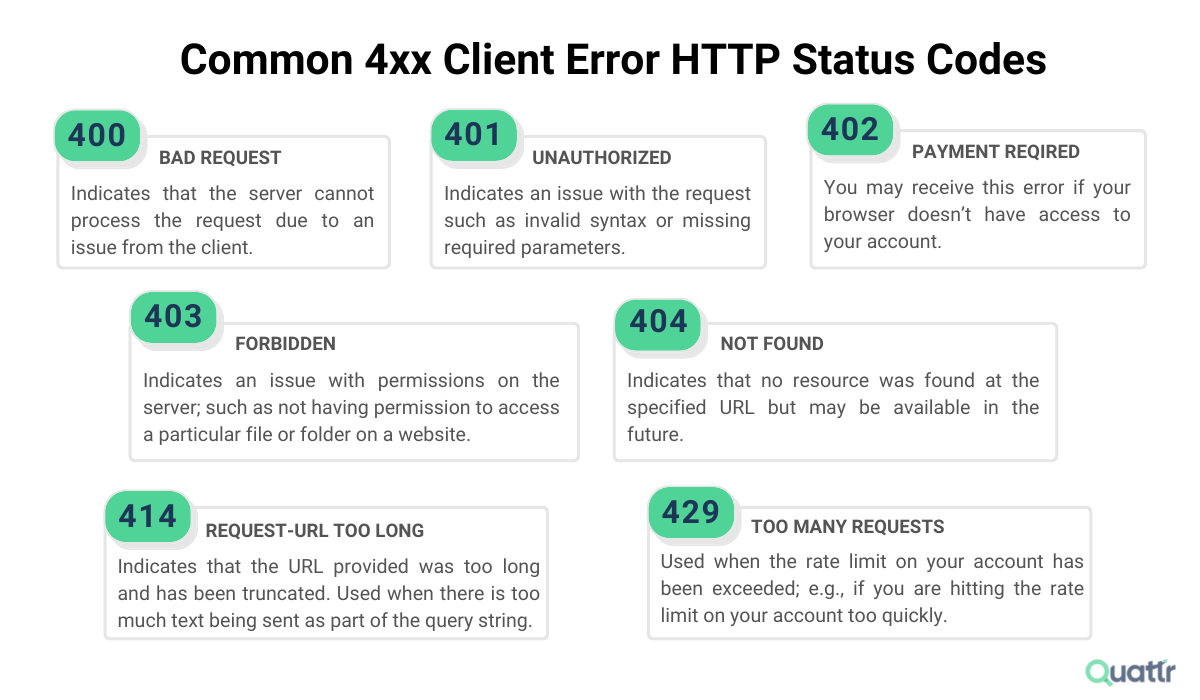 Common 4xx Client Error HTTP Status Codes
400
BAD REQUEST
Indicates that the server cannot
process the request due to an
issue from the client.
401
UNAUTHORIZED
Indicates an issue with the request
such as invalid syntax or missing
required parameters.
402
PAYMENT REQIRED
You may receive this error if your
browser doesn’t have access to
your account.
403
FORBIDDEN
Indicates an issue with permissions on the
server; such as not having permission to access
a particular file or folder on a website.
404
NOT FOUND
Indicates that no resource was found at the
specified URL but may be available in the
future.
414
REQUEST-URL TOO LONG
Indicates that the URL provided was too long
and has been truncated. Used when there is too
much text being sent as part of the query string.
429
TOO MANY REQUESTS
Used when the rate limit on your account has
been exceeded; e.g., if you are hitting the rate
limit on your account too quickly.
Quattr